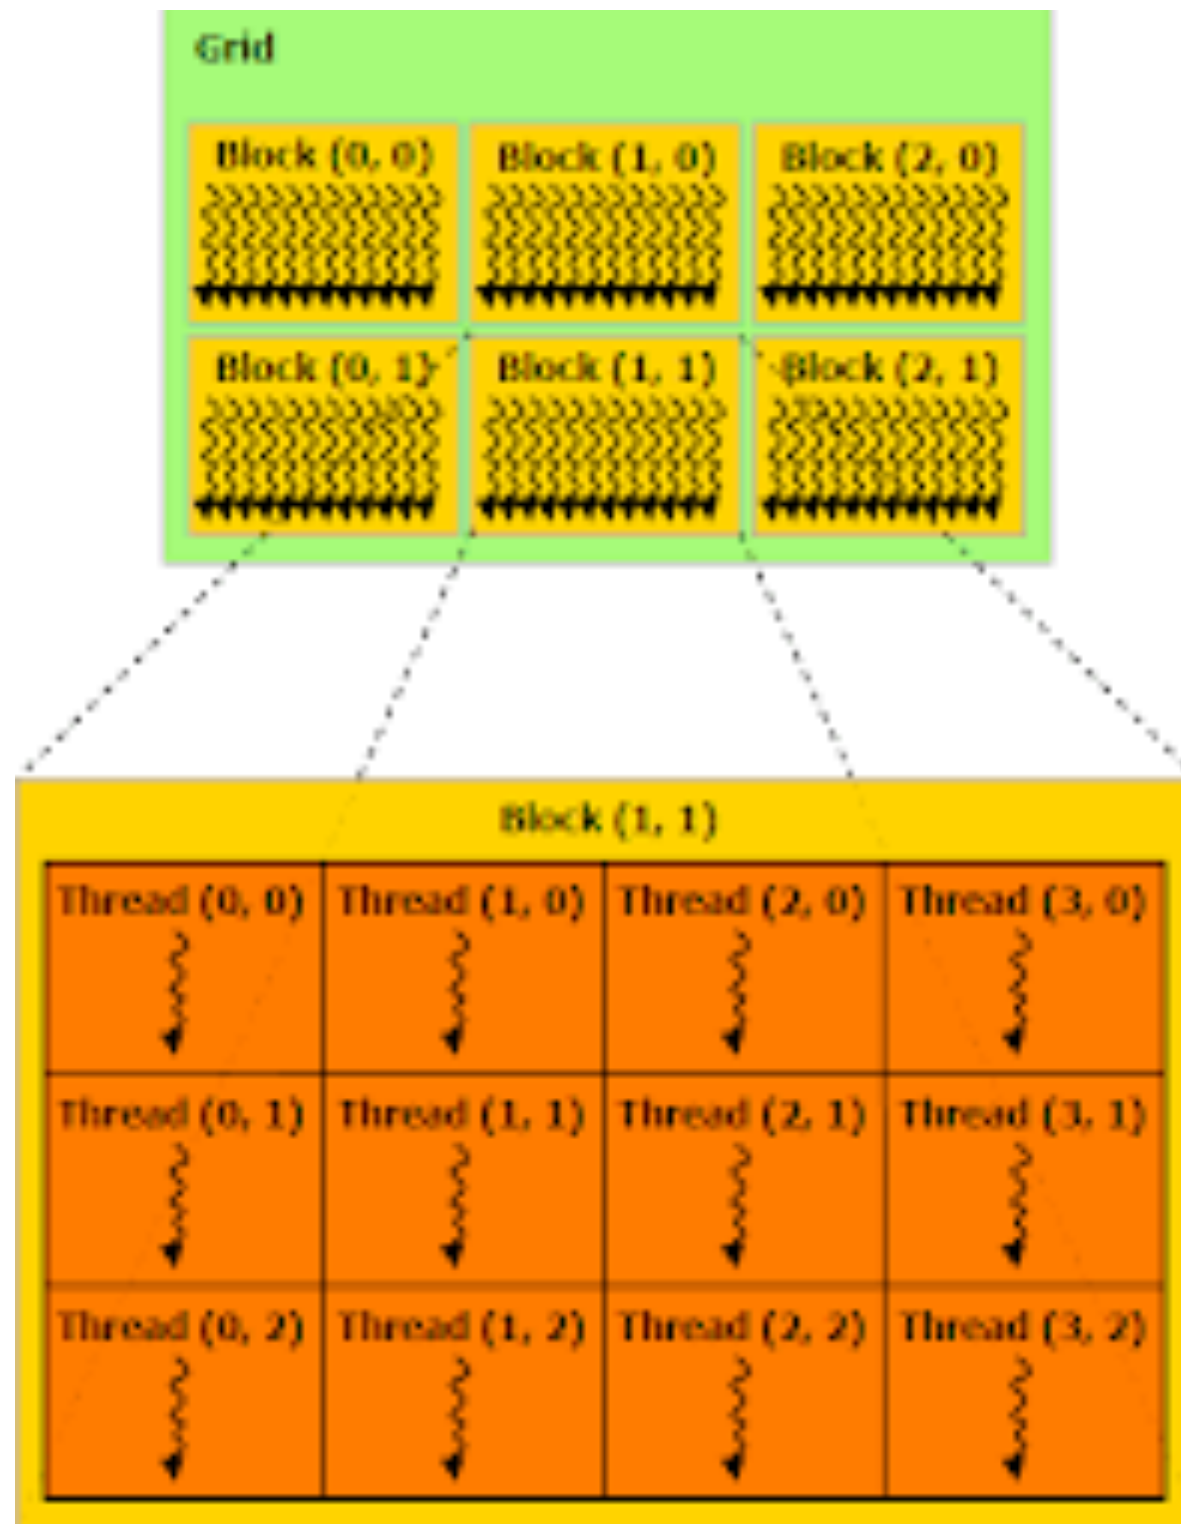 Grid
Block (0, 0) Block (1, 0) Block (2, 0)
Block (0, 1) Block (1, 1) Block (2, 1)
Block (1, 1)
Thread (0, 0) Thread (1, 0) Thread (2, 0) Thread (3, 0)
Thread (0, 1) Thread (1, 1) Thread (2, 1) Thread (3, 1)
Thread (0, 2) Thread (1, 2) Thread (2, 2) Thread (3, 2)